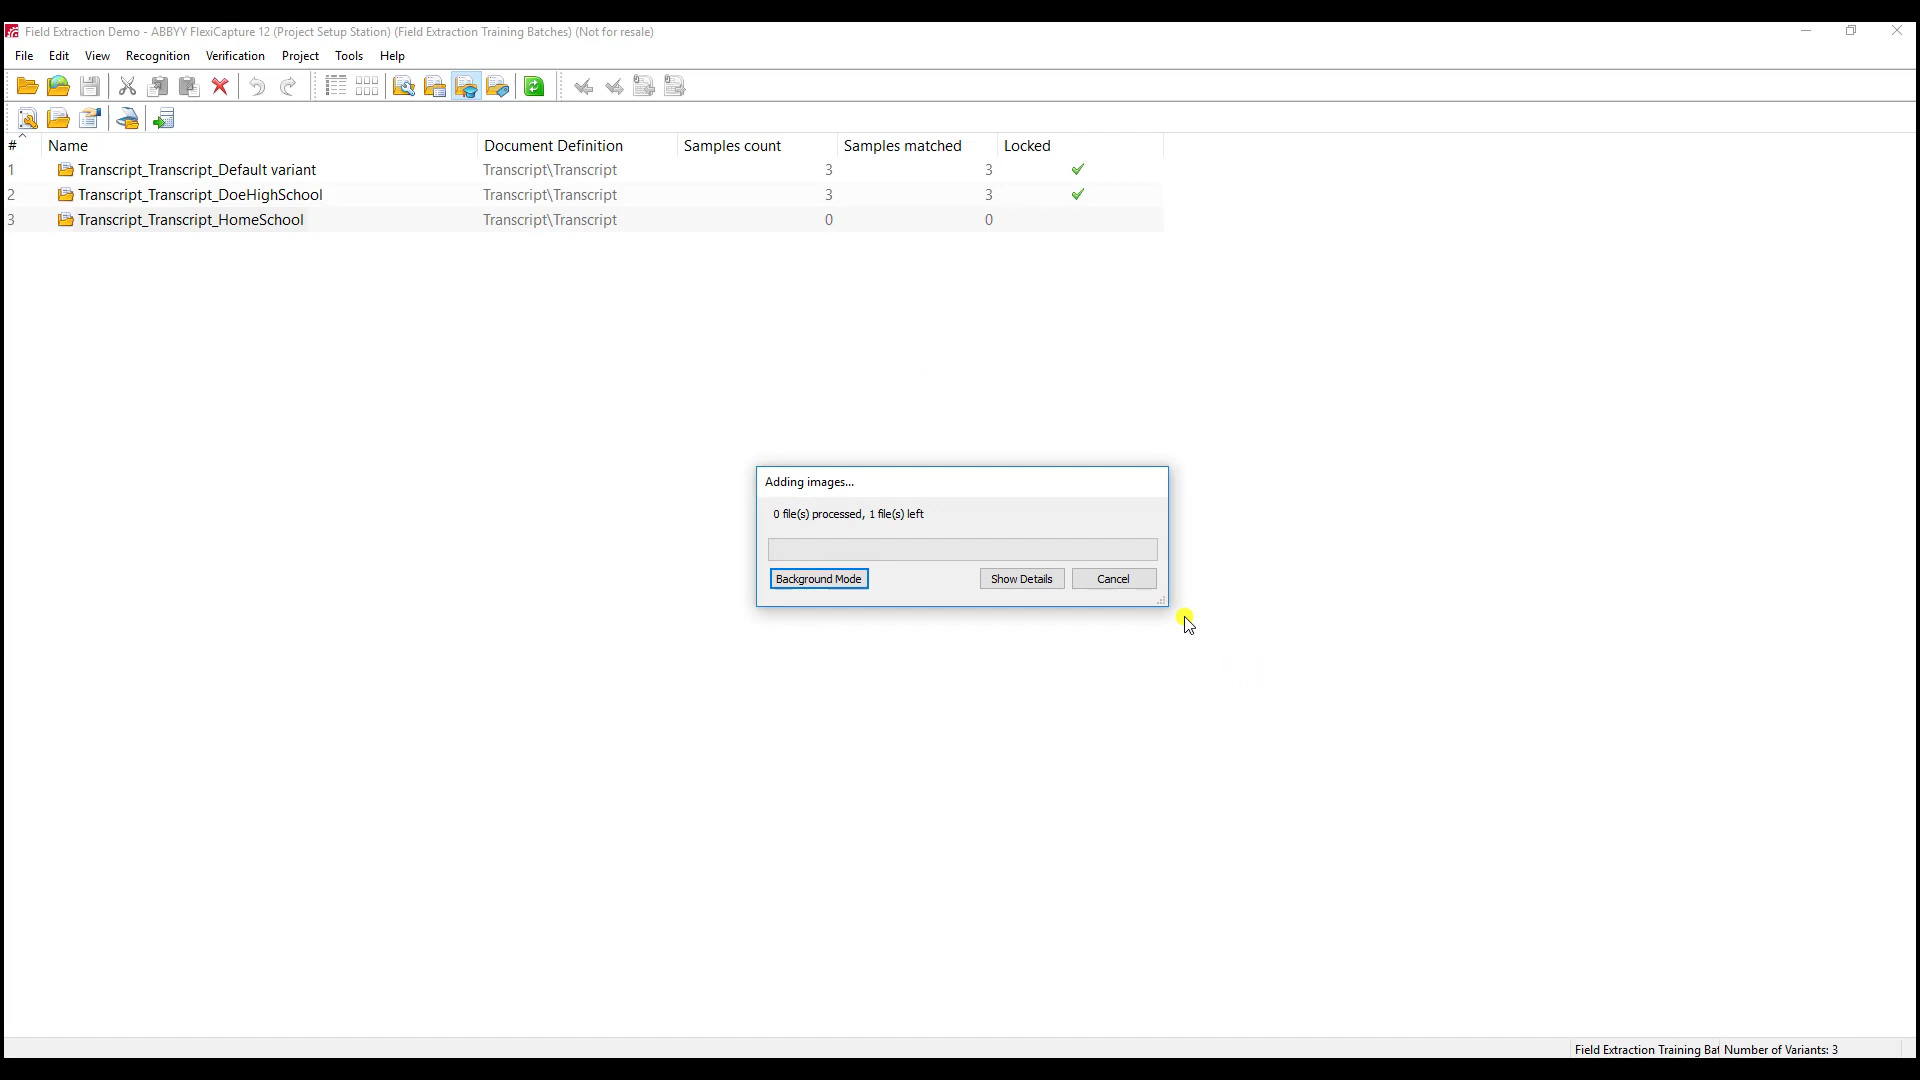 Field Extraction Demo - ABBYY FlexiCapture 12 (Project Setup Station) (Field Extraction Training Batches) (Not for resale)
File Edit View Recognition Verification Project Tools Help
# Name Document Definition Samples count Samples matched Locked
1 Transcript_Transcript_Default variant Transcript\Transcript 3 3
2 Transcript_Transcript_DoeHighSchool Transcript\Transcript 3 3
3 Transcript_Transcript_HomeSchool Transcript\Transcript 0 0
Adding images...
0 file(s) processed, 1 file(s) left
Background Mode Show Details Cancel
Field Extraction Training Bat Number of Variants: 3